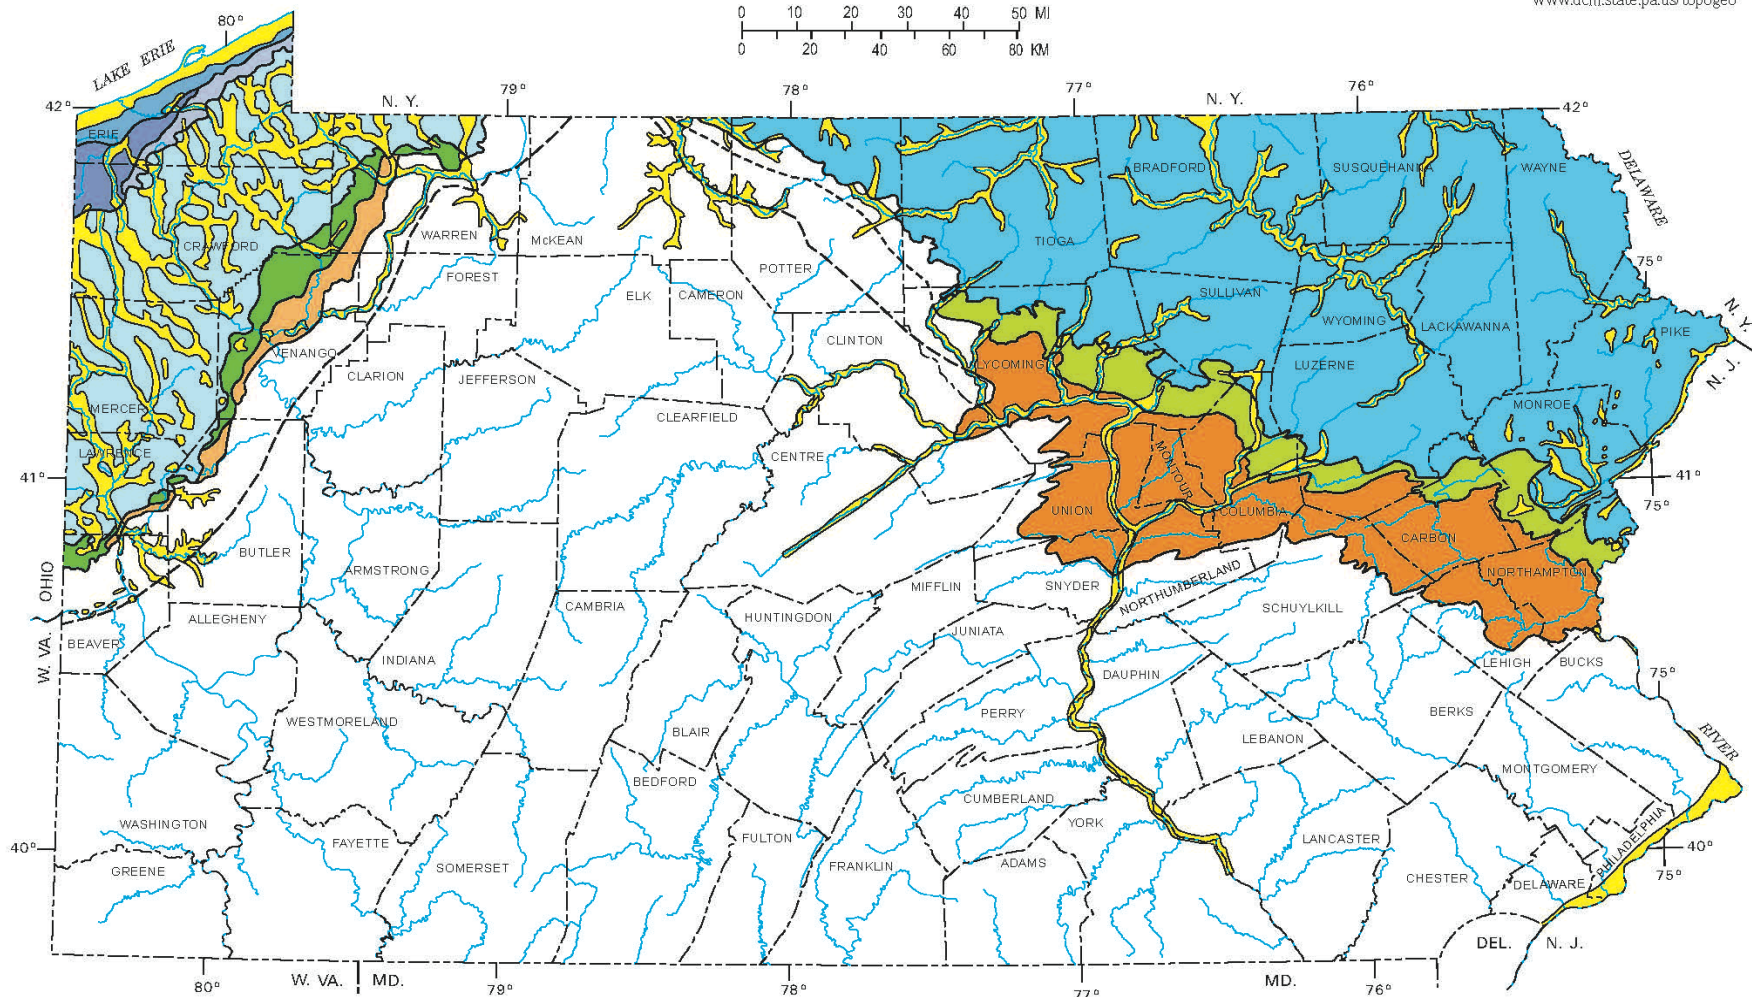 www.dcnr.state.pa.us/topogeo
0 10 20 30 40 50 MI
0 20 40 60 80 KM
80°
LAKE ERIE
42°
N. Y.
79°
78°
77°
N. Y.
76°
42°
ERIE
DELAWARE
BRADFORD
SUSQUEHANNA
WAYNE
CRAWFORD
WARREN
McKEAN
TIOGA
POTTER
75°
FOREST
ELK
CAMERON
SULLIVAN
WYOMING
LACKAWANNA
PIKE
N. Y.
N. J.
VENANGO
CLINTON
LYCOMING
LUZERNE
CLARION
JEFFERSON
MERCER
CLEARFIELD
MONROE
LAWRENCE
CENTRE
MONTOUR
41°
41°
75°
UNION
COLUMBIA
CARBON
BUTLER
ARMSTRONG
NORTHAMPTON
OHIO
MIFFLIN
SNYDER
NORTHUMBERLAND
CAMBRIA
SCHUYLKILL
ALLEGHENY
HUNTINGDON
JUNIATA
BEAVER
W. VA.
INDIANA
DAUPHIN
LEHIGH
BUCKS
75°
WESTMORELAND
PERRY
BERKS
BLAIR
LEBANON
RIVER
BEDFORD
MONTGOMERY
CUMBERLAND
WASHINGTON
YORK
PHILADELPHIA
FAYETTE
FULTON
LANCASTER
40°
40°
75°
GREENE
SOMERSET
FRANKLIN
ADAMS
CHESTER
DELAWARE
DEL.
N. J.
80°
W. VA.
MD.
79°
78°
77°
MD.
76°